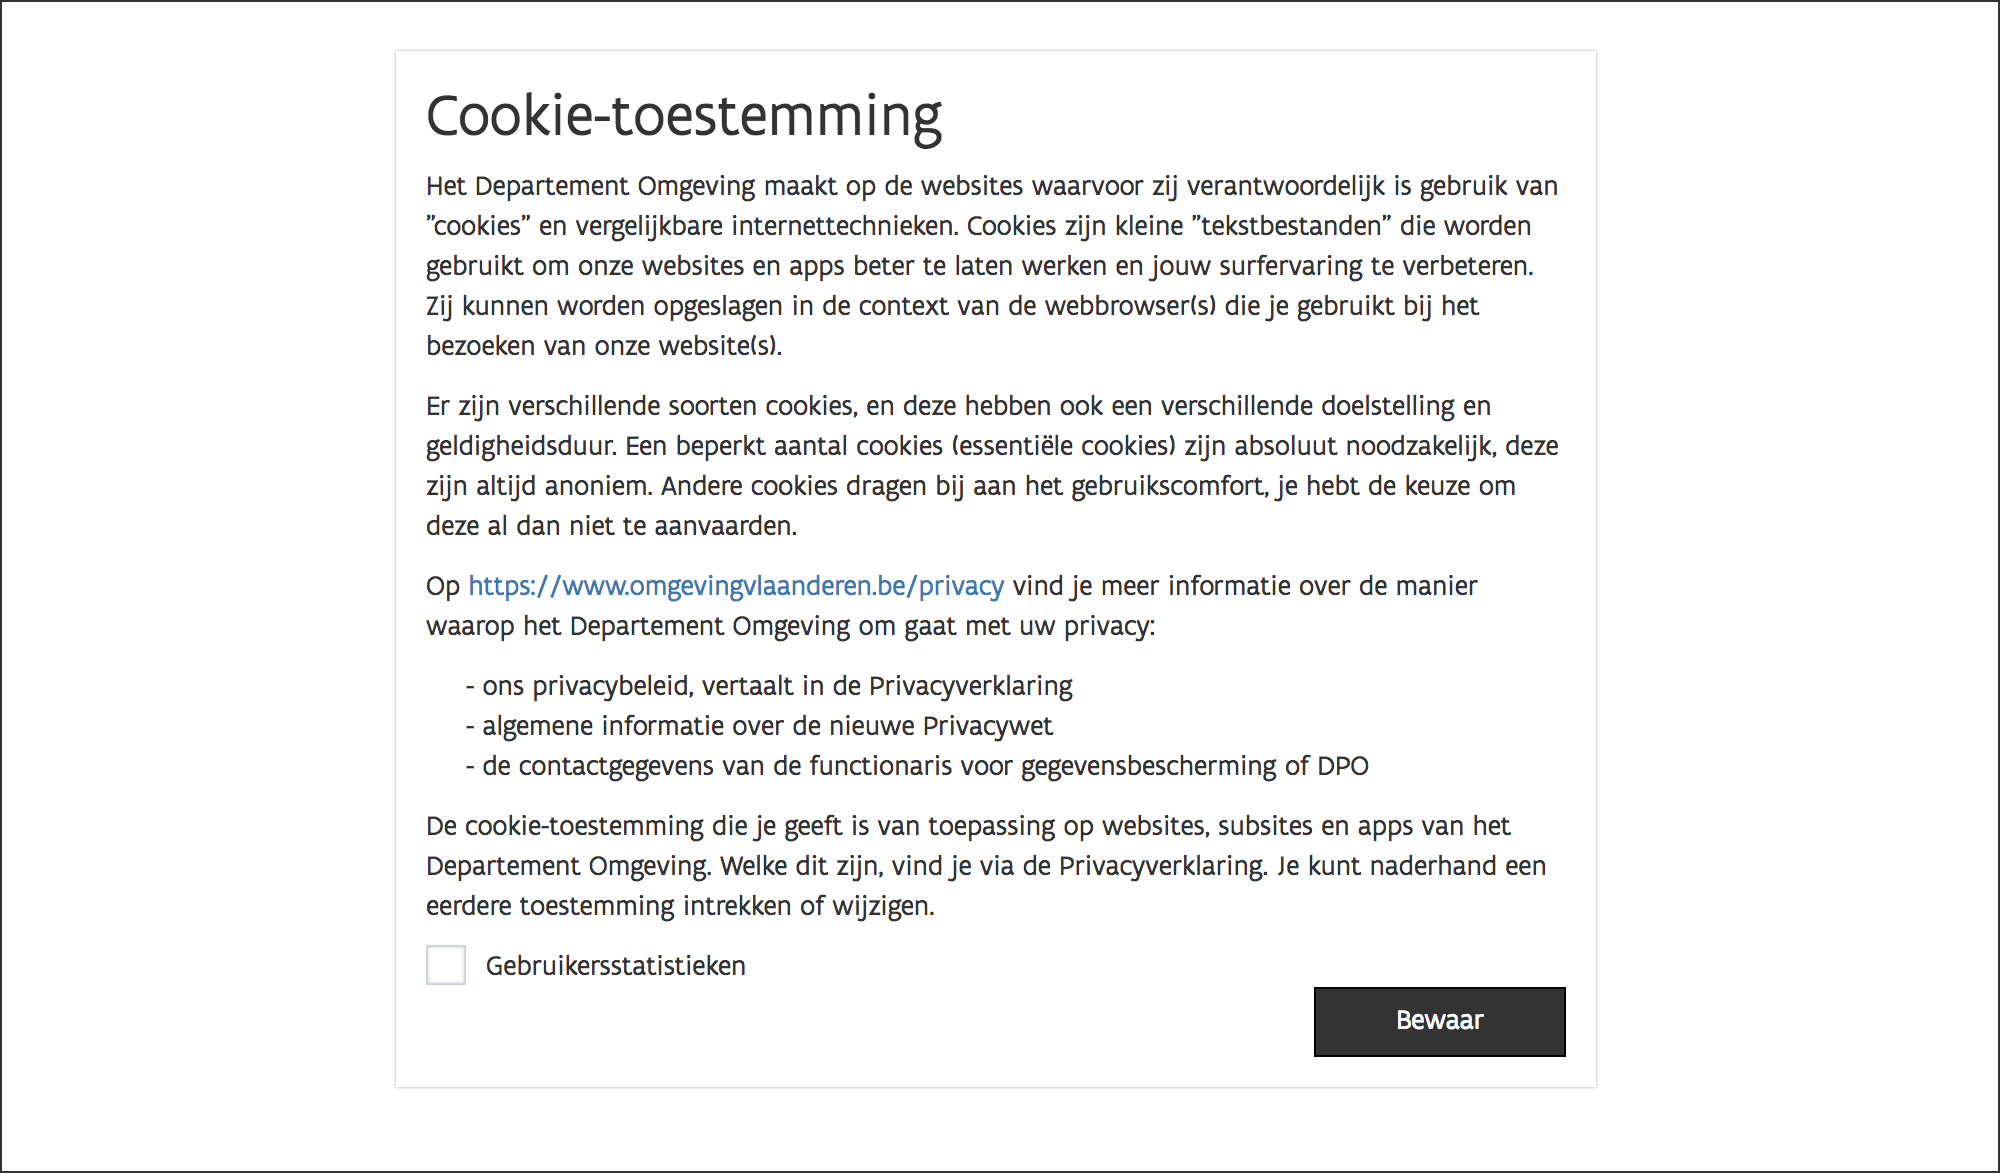 Cookie-toestemming
Het Departement Omgeving maakt op de websites waarvoor zij verantwoordelijk is gebruik van
”cookies” en vergelijkbare internettechnieken. Cookies zijn kleine ”tekstbestanden” die worden
gebruikt om onze websites en apps beter te laten werken en jouw surfervaring te verbeteren.
Zij kunnen worden opgeslagen in de context van de webbrowser(s) die je gebruikt bij het
bezoeken van onze website(s).
Er zijn verschillende soorten cookies, en deze hebben ook een verschillende doelstelling en
geldigheidsduur. Een beperkt aantal cookies (essentiële cookies) zijn absoluut noodzakelijk, deze
zijn altijd anoniem. Andere cookies dragen bij aan het gebruikscomfort, je hebt de keuze om
deze al dan niet te aanvaarden.
Op https://www.omgevingvlaanderen.be/privacy vind je meer informatie over de manier
waarop het Departement Omgeving om gaat met uw privacy:
- ons privacybeleid, vertaalt in de Privacyverklaring
- algemene informatie over de nieuwe Privacywet
- de contactgegevens van de functionaris voor gegevensbescherming of DPO
De cookie-toestemming die je geeft is van toepassing op websites, subsites en apps van het
Departement Omgeving. Welke dit zijn, vind je via de Privacyverklaring. Je kunt naderhand een
eerdere toestemming intrekken of wijzigen.
Gebruikersstatistieken
Bewaar